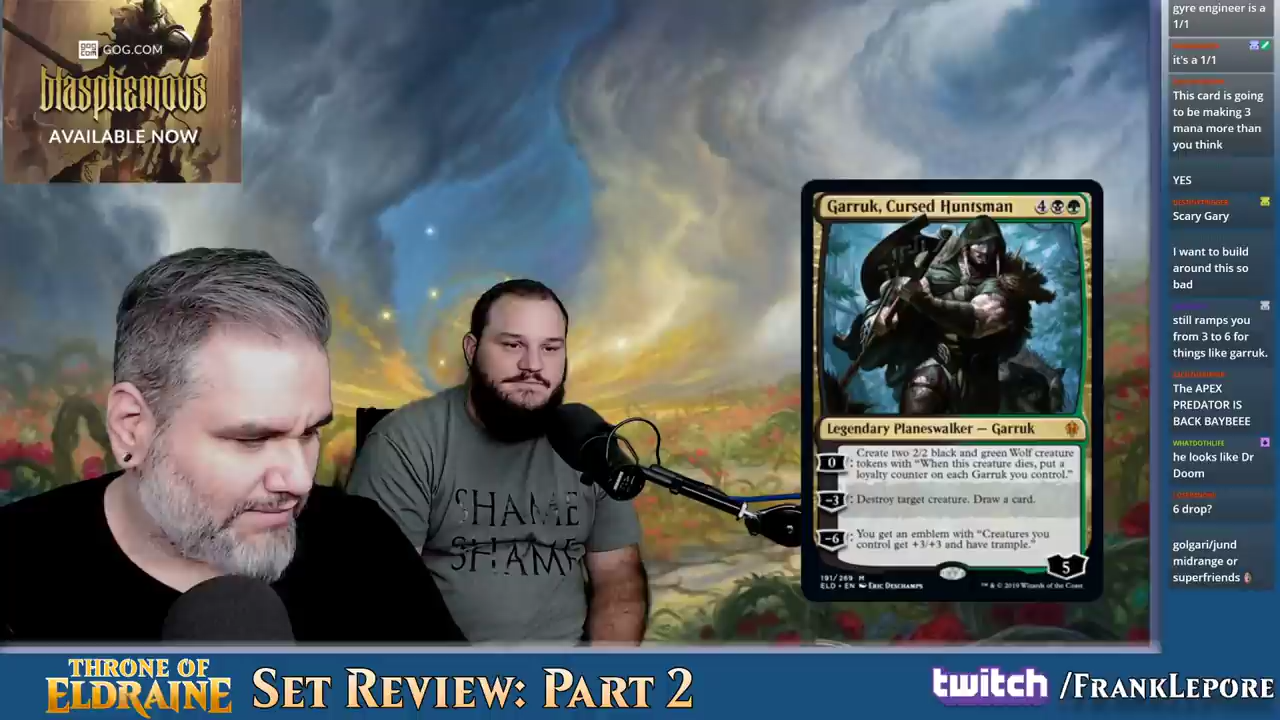 GOG.COM
blasphemous
AVAILABLE NOW
Garruk, Cursed Huntsman 4
Legendary Planeswalker — Garruk
0 : Create two 2/2 black and green Wolf creature
tokens with “When this creature dies, put a
loyalty counter on each Garruk you control.”
−3 : Destroy target creature. Draw a card.
−6 : You get an emblem with “Creatures you
control get +3/+3 and have trample.”
5
191/269 M
ELD • EN Eric Deschamps
™ & © 2019 Wizards of the Coast
SHAME
SHAME
gyre engineer is a
1/1
it's a 1/1
This card is going
to be making 3
mana more than
you think
YES
Scary Gary
I want to build
around this so
bad
still ramps you
from 3 to 6 for
things like garruk.
The APEX
PREDATOR IS
BACK BAYBEEE
WHATDOTHLIFE
he looks like Dr
Doom
6 drop?
golgari/jund
midrange or
superfriends
THRONE OF
ELDRAINE
SET REVIEW: PART 2
twitch /FRANKLEPORE